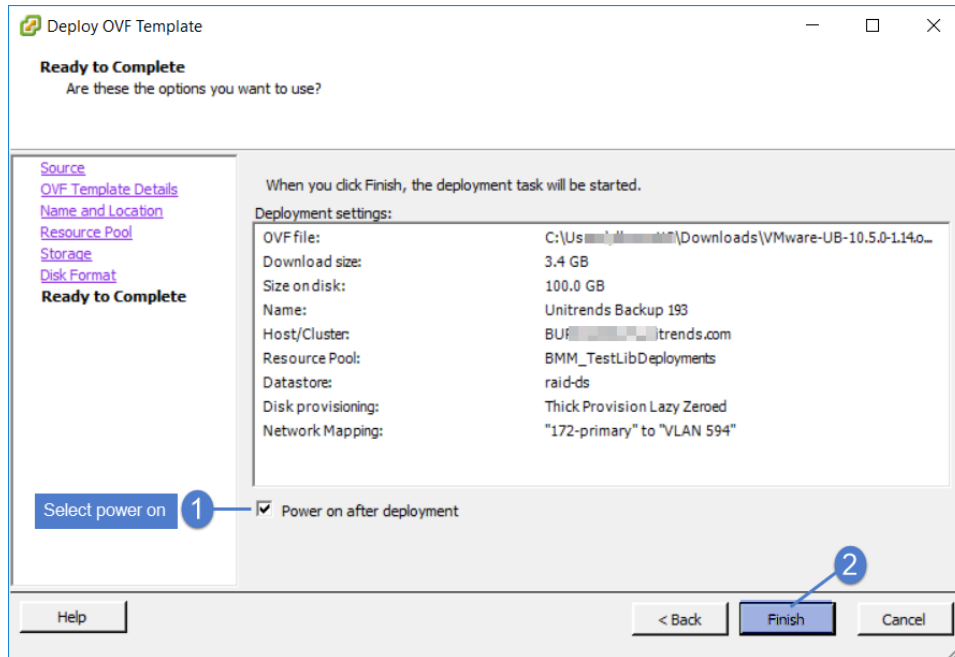 Deploy OVF Template
Ready to Complete
Are these the options you want to use?
Source
OVF Template Details
Name and Location
Resource Pool
Storage
Disk Format
Ready to Complete
When you click Finish, the deployment task will be started.
Deployment settings:
OVF file: C:\Us \Downloads\VMware-UB-10.5.0-1.14.o...
Download size: 3.4 GB
Size on disk: 100.0 GB
Name: Unitrends Backup 193
Host/Cluster: itrends.com
Resource Pool: BMM_TestLibDeployments
Datastore: raid-ds
Disk provisioning: Thick Provision Lazy Zeroed
Network Mapping: "172-primary" to "VLAN 594"
Select power on 1 Power on after deployment
2
Help < Back Finish Cancel